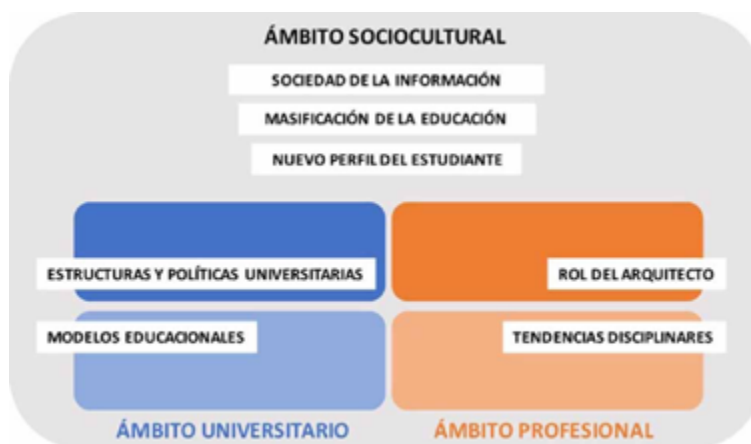 ÁMBITO SOCIOCULTURAL
SOCIEDAD DE LA INFORMACIÓN
MASIFICACIÓN DE LA EDUCACIÓN
NUEVO PERFIL DEL ESTUDIANTE
ESTRUCTURAS Y POLÍTICAS UNIVERSITARIAS
ROL DEL ARQUITECTO
MODELOS EDUCACIONALES
TENDENCIAS DISCIPLINARES
ÁMBITO UNIVERSITARIO
ÁMBITO PROFESIONAL